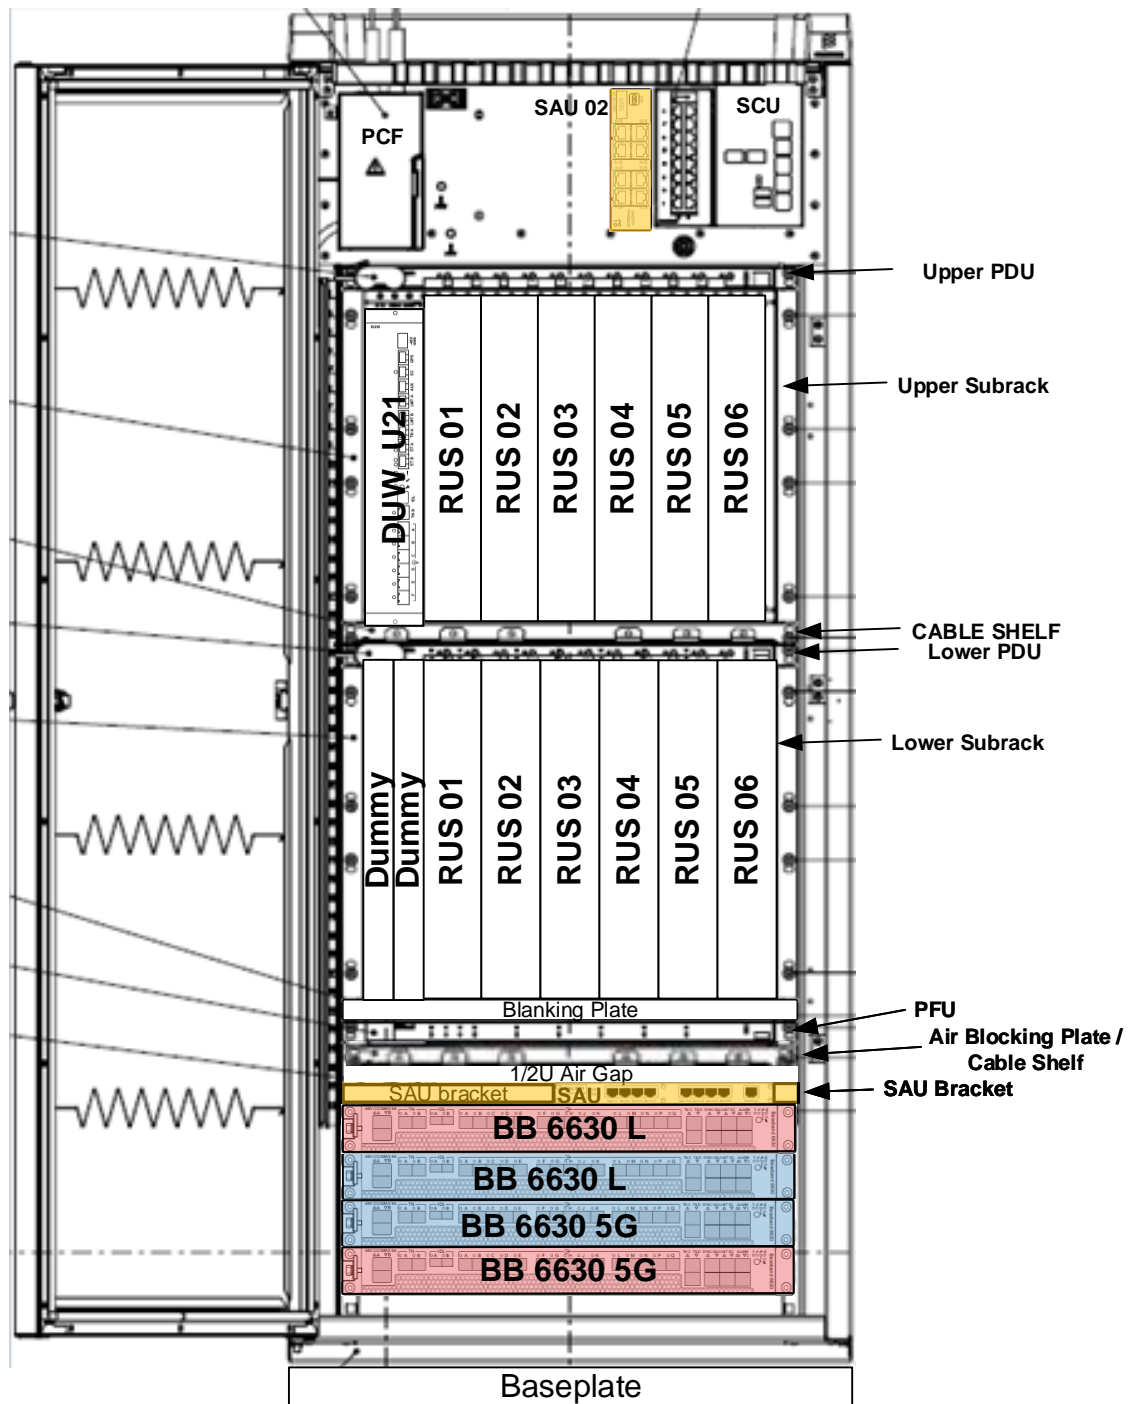 SAU 02
SCU
PCF
Upper PDU
Upper Subrack
DUW U21
RUS 01
RUS 02
RUS 03
RUS 04
RUS 05
RUS 06
CABLE SHELF
Lower PDU
Lower Subrack
Dummy
Dummy
RUS 01
RUS 02
RUS 03
RUS 04
RUS 05
RUS 06
Blanking Plate
PFU
Air Blocking Plate /
Cable Shelf
1/2U Air Gap
SAU bracket
SAU
SAU Bracket
BB 6630 L
BB 6630 L
BB 6630 5G
BB 6630 5G
Baseplate